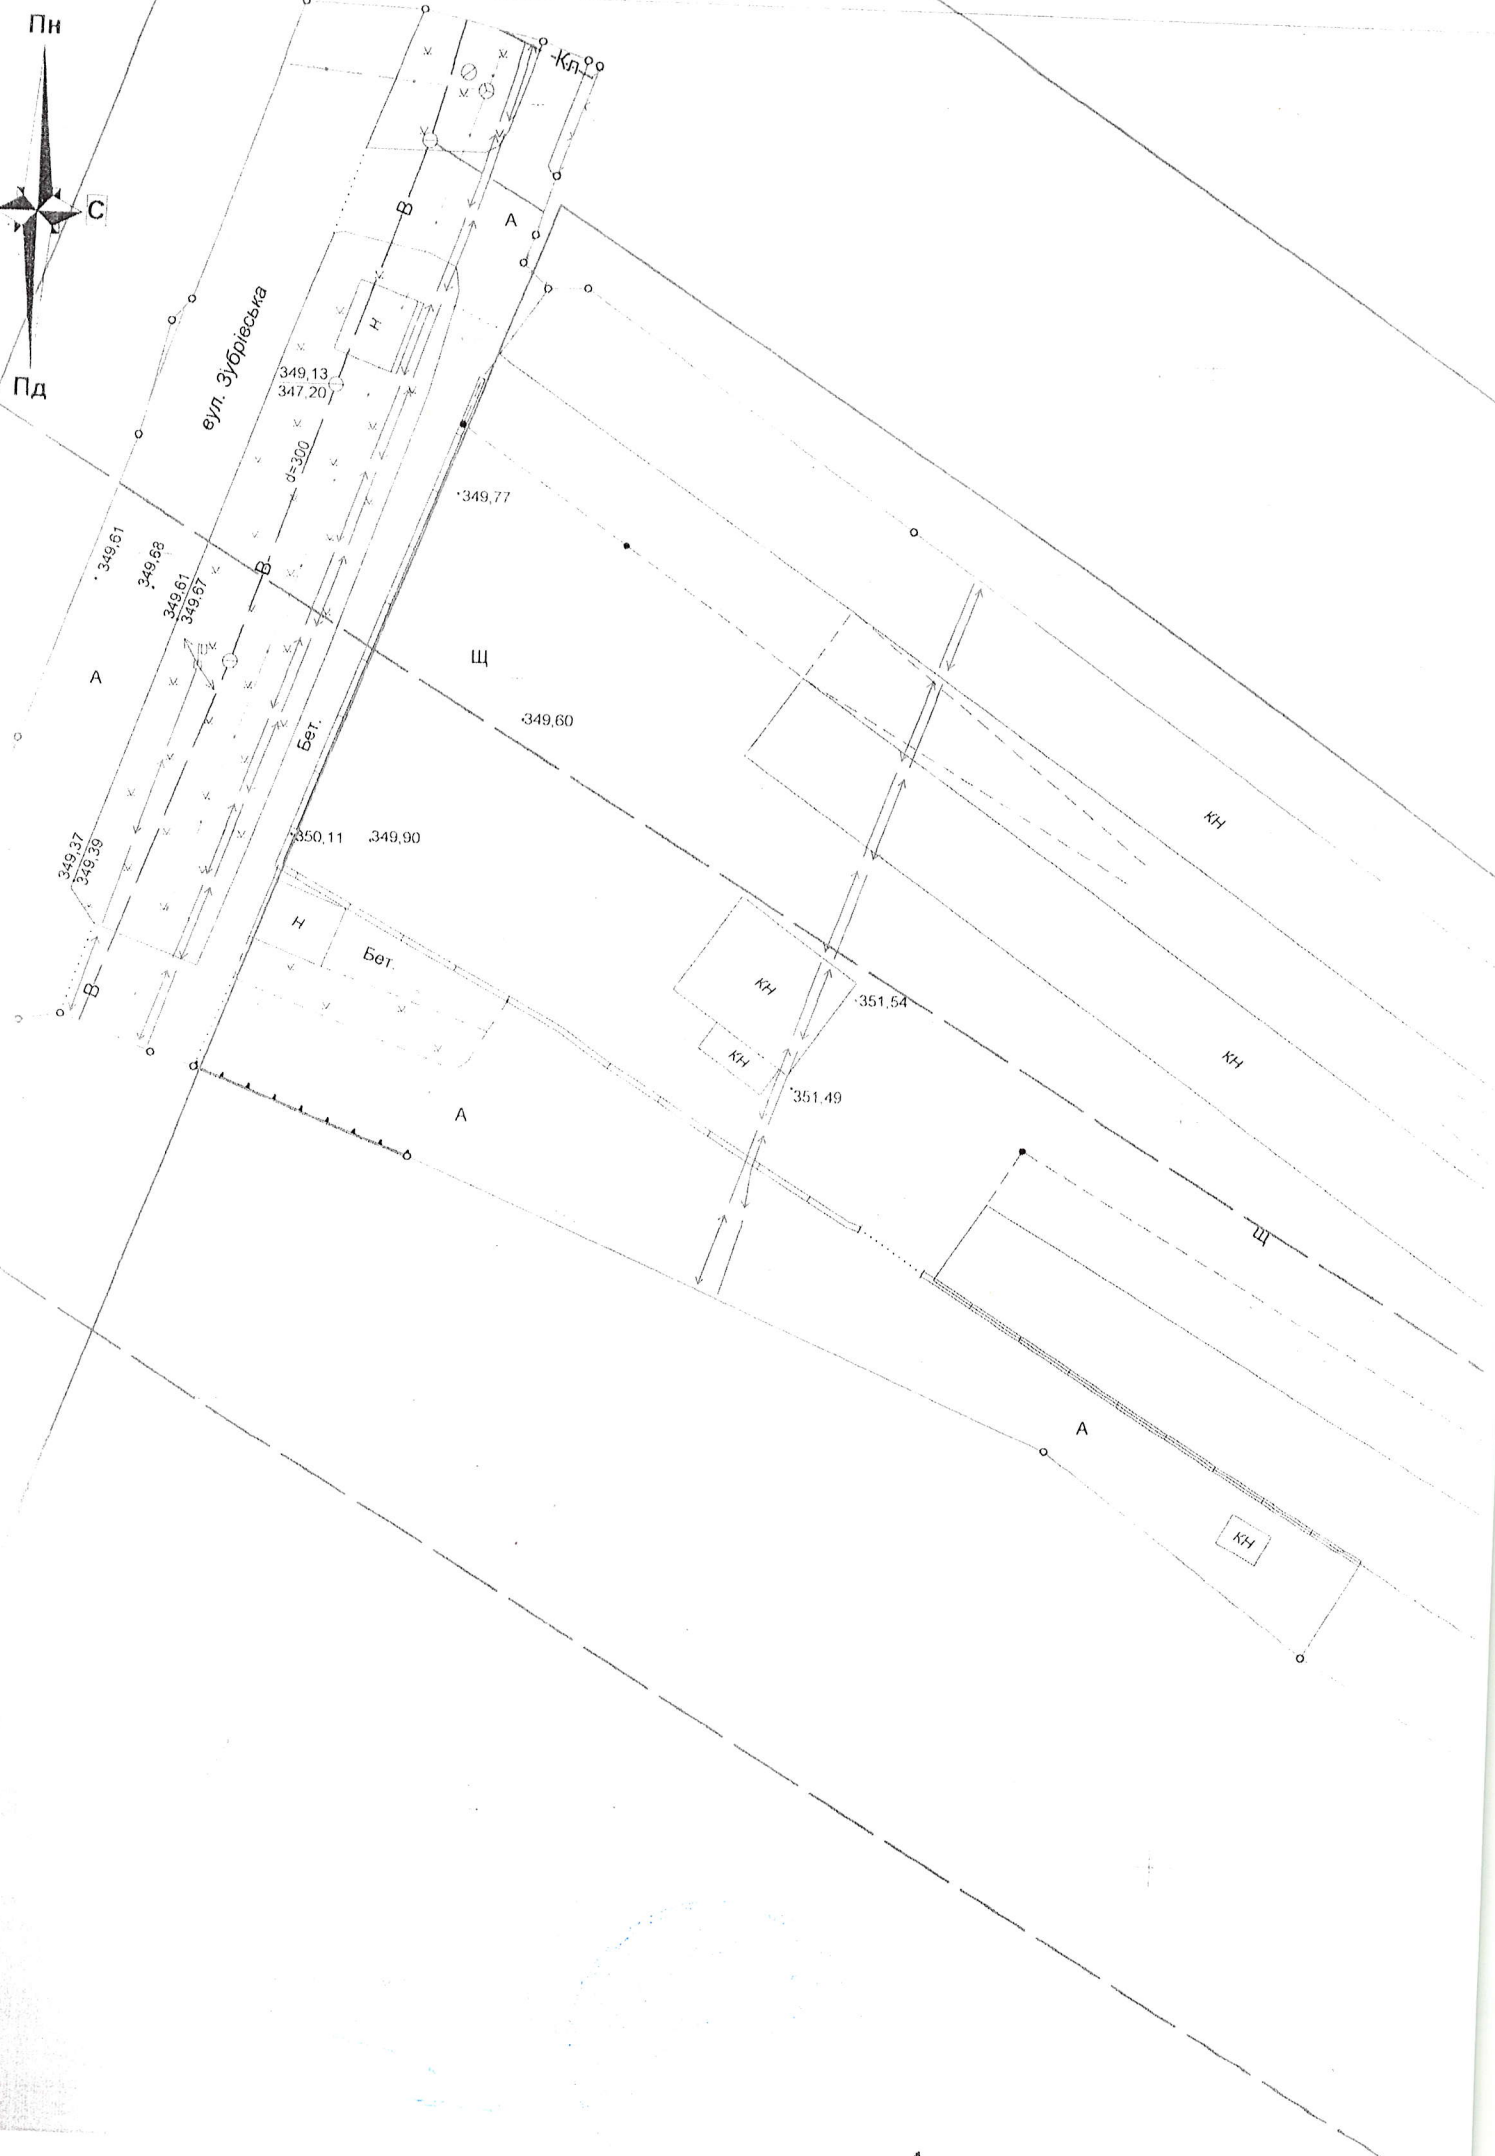 Пн
Кл
С
В
А
Н
вул. Зубрівська
349,13
347,20
d=300
349,77
В
349,61
349,68
349,61
349,67
Щ
А
349,60
Бет.
КН
350,11
349,90
349,37
349,39
Н
Бет.
КН
351,54
В
КН
КН
351,49
А
Щ
А
КН
Пд